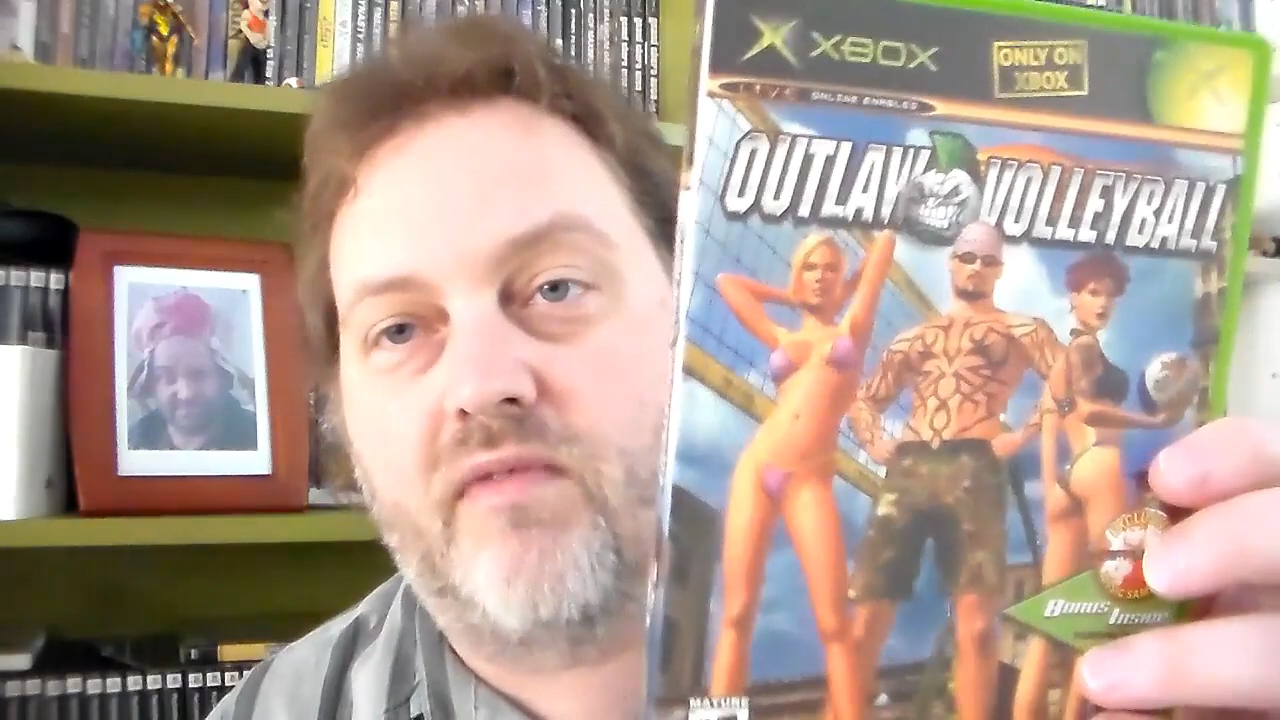 XBOX
ONLY ON
XBOX
LIVE ONLINE ENABLED
OUTLAW VOLLEYBALL
Bonus Inside
MATURE